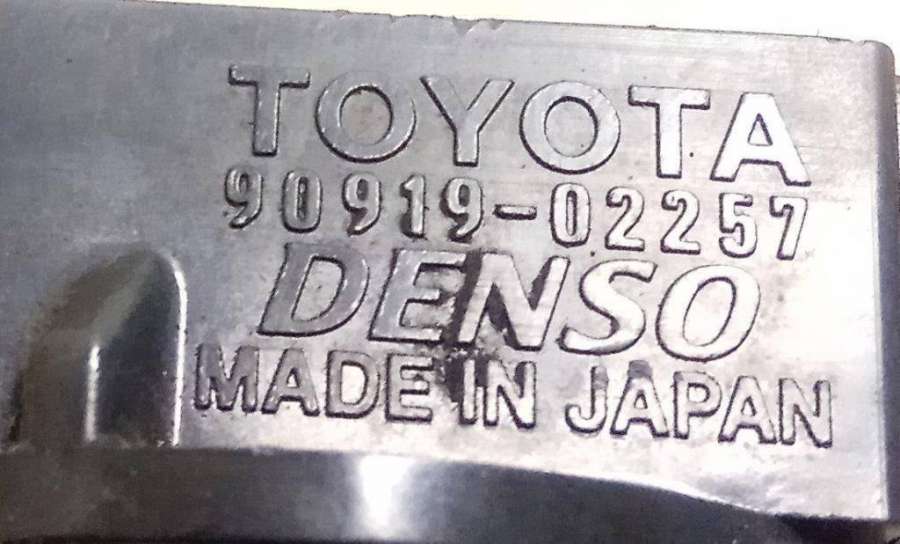 TOYOTA
90919-02257
DENSO
MADE IN JAPAN